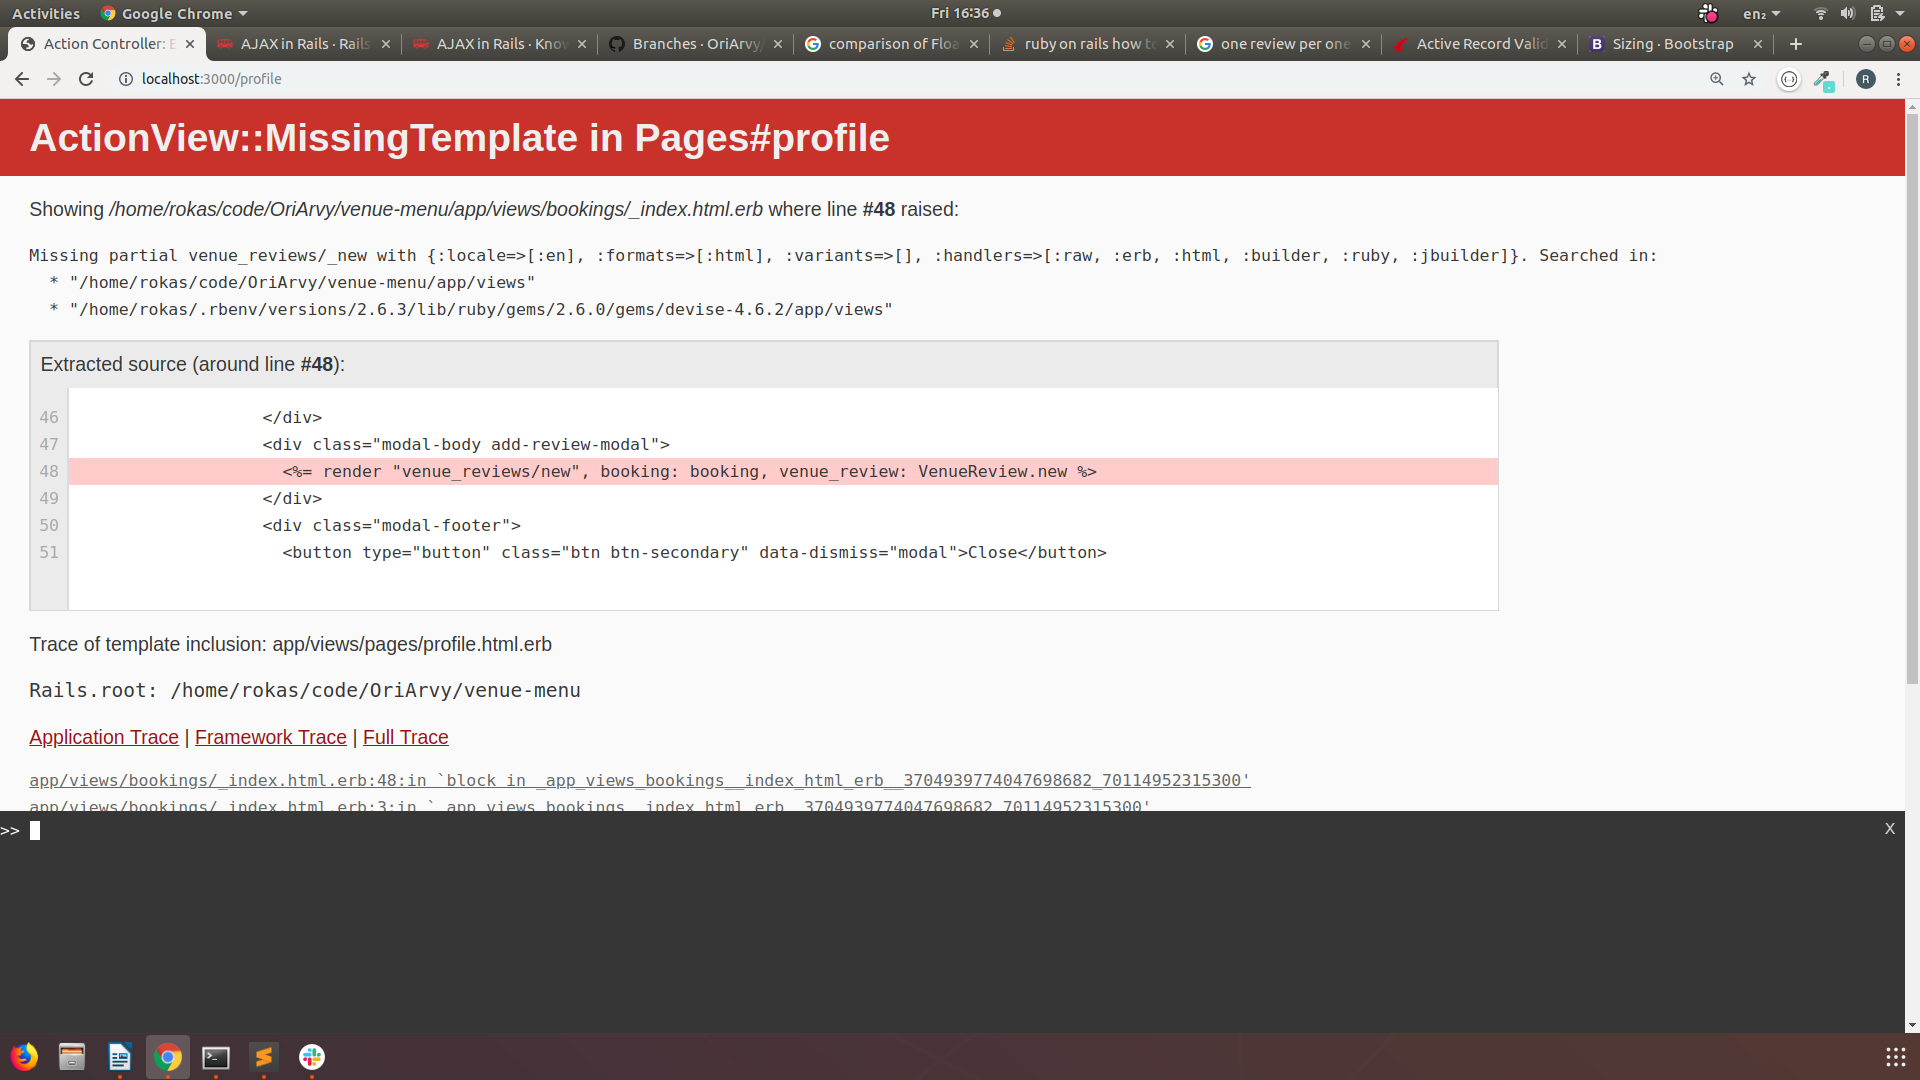 Activities Google Chrome Fri 16:36 en₂
Action Controller: E AJAX in Rails · Rails AJAX in Rails · Know Branches · OriArvy/ comparison of Floa ruby on rails how to one review per one Active Record Valid Sizing · Bootstrap
localhost:3000/profile R
ActionView::MissingTemplate in Pages#profile
Showing /home/rokas/code/OriArvy/venue-menu/app/views/bookings/_index.html.erb where line #48 raised:
Missing partial venue_reviews/_new with {:locale=>[:en], :formats=>[:html], :variants=>[], :handlers=>[:raw, :erb, :html, :builder, :ruby, :jbuilder]}. Searched in:
* "/home/rokas/code/OriArvy/venue-menu/app/views"
* "/home/rokas/.rbenv/versions/2.6.3/lib/ruby/gems/2.6.0/gems/devise-4.6.2/app/views"
Extracted source (around line #48):
46 </div>
47 <div class="modal-body add-review-modal">
48 <%= render "venue_reviews/new", booking: booking, venue_review: VenueReview.new %>
49 </div>
50 <div class="modal-footer">
51 <button type="button" class="btn btn-secondary" data-dismiss="modal">Close</button>
Trace of template inclusion: app/views/pages/profile.html.erb
Rails.root: /home/rokas/code/OriArvy/venue-menu
Application Trace | Framework Trace | Full Trace
app/views/bookings/_index.html.erb:48:in `block in _app_views_bookings__index_html_erb__3704939774047698682_70114952315300'
app/views/bookings/_index.html.erb:3:in `_app_views_bookings__index_html_erb__3704939774047698682_70114952315300'
>> X